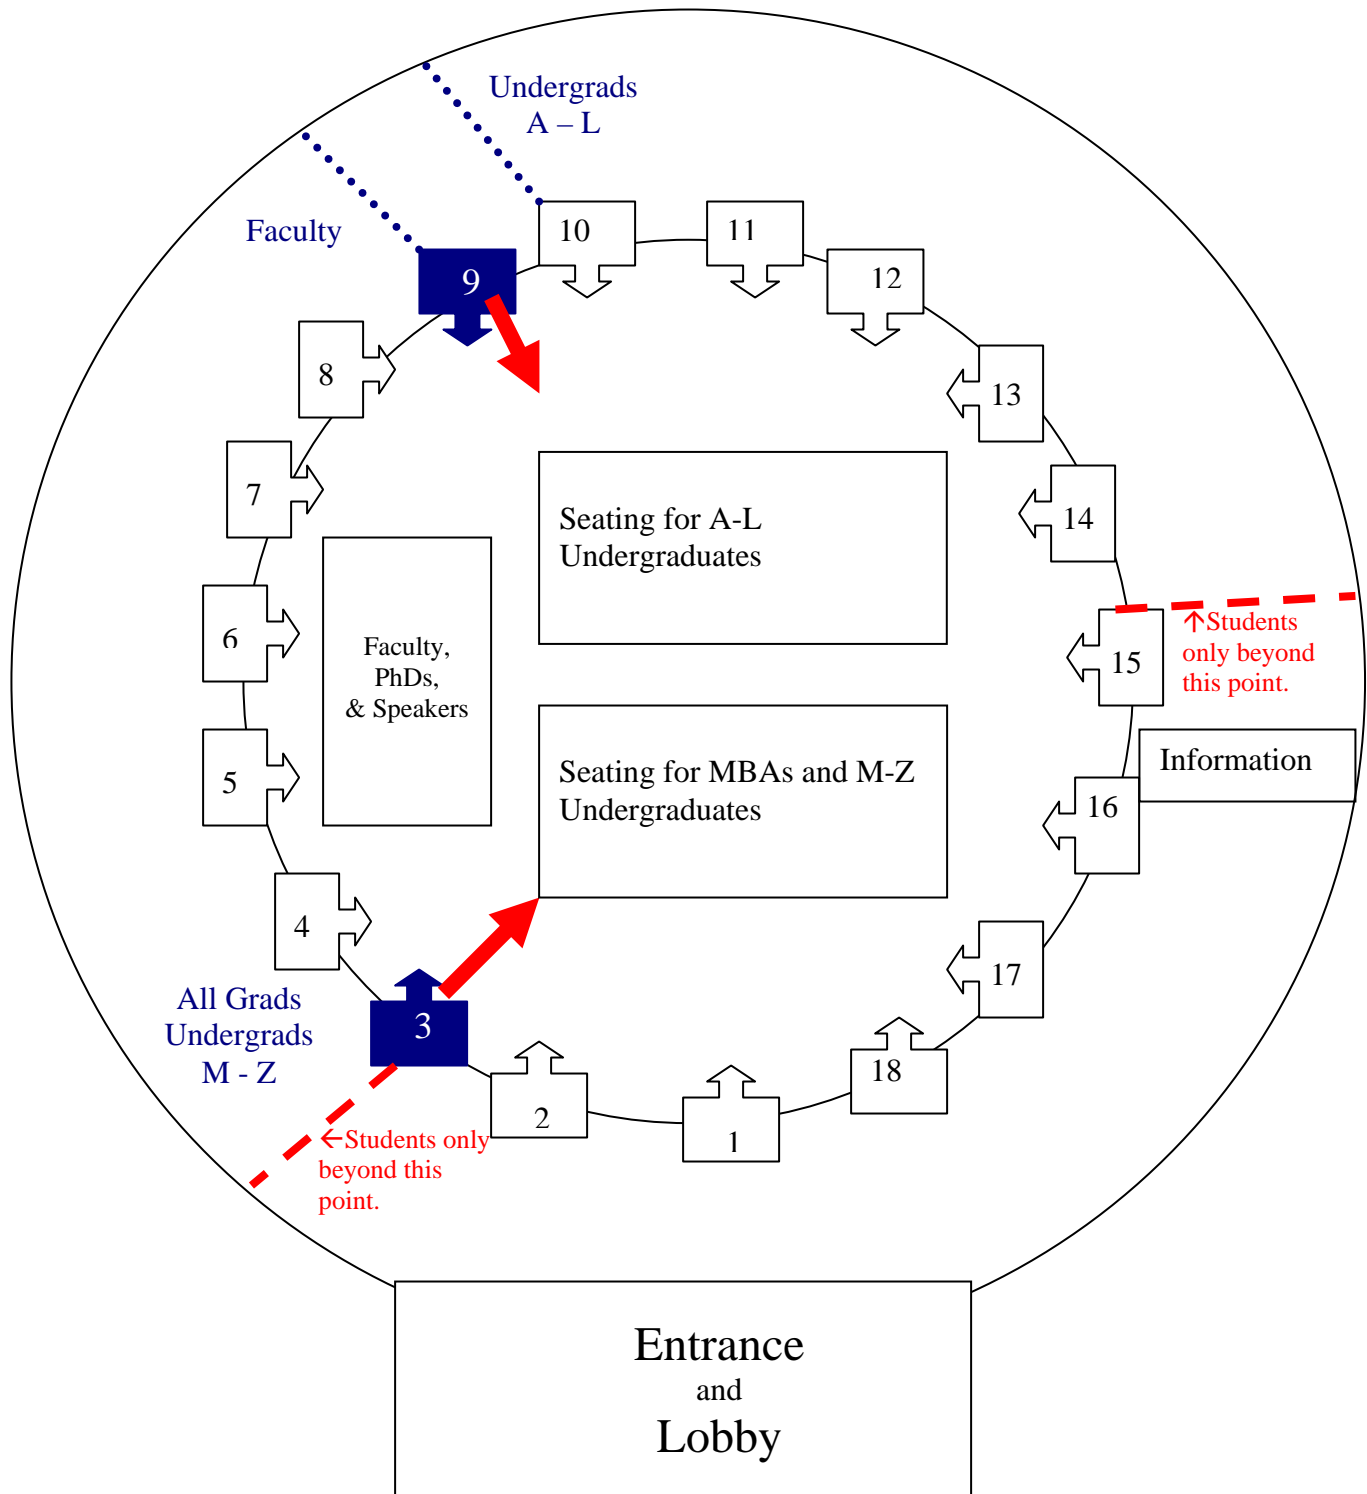 Undergrads
A – L
Faculty
10
11
9
12
8
13
7
14
Seating for A-L
Undergraduates
6
Faculty,
PhDs,
& Speakers
↑Students
only beyond
this point.
15
5
Seating for MBAs and M-Z
Undergraduates
Information
16
4
17
All Grads
Undergrads
M - Z
3
18
2
1
←Students only
beyond this
point.
Entrance
and
Lobby